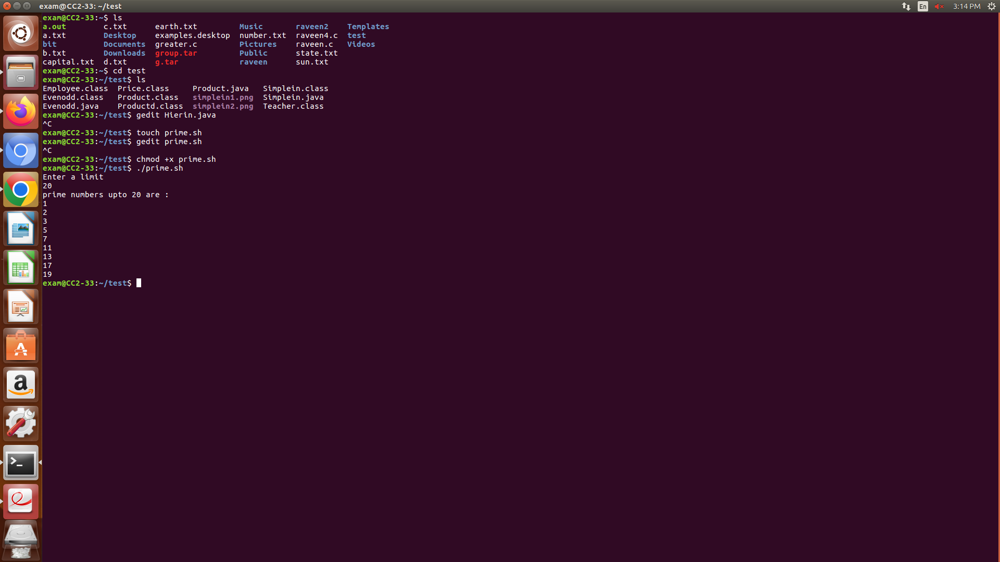 exam@CC2-33: ~/test
En
3:14 PM
exam@CC2-33:~$ ls
a.out        c.txt      earth.txt         Music       raveen2   Templates
a.txt        Desktop    examples.desktop  number.txt  raveen4.c  test
bit          Documents  greater.c         Pictures    raveen.c   Videos
b.txt        Downloads  group.tar         Public      state.txt
capital.txt  d.txt      g.tar             raveen      sun.txt
exam@CC2-33:~$ cd test
exam@CC2-33:~/test$ ls
Employee.class  Price.class     Product.java   Simplein.class
Evenodd.class   Product.class   simplein1.png  Simplein.java
Evenodd.java    Productd.class  simplein2.png  Teacher.class
exam@CC2-33:~/test$ gedit Hierin.java
^C
exam@CC2-33:~/test$ touch prime.sh
exam@CC2-33:~/test$ gedit prime.sh
^C
exam@CC2-33:~/test$ chmod +x prime.sh
exam@CC2-33:~/test$ ./prime.sh
Enter a limit
20
prime numbers upto 20 are :
1
2
3
5
7
11
13
17
19
exam@CC2-33:~/test$